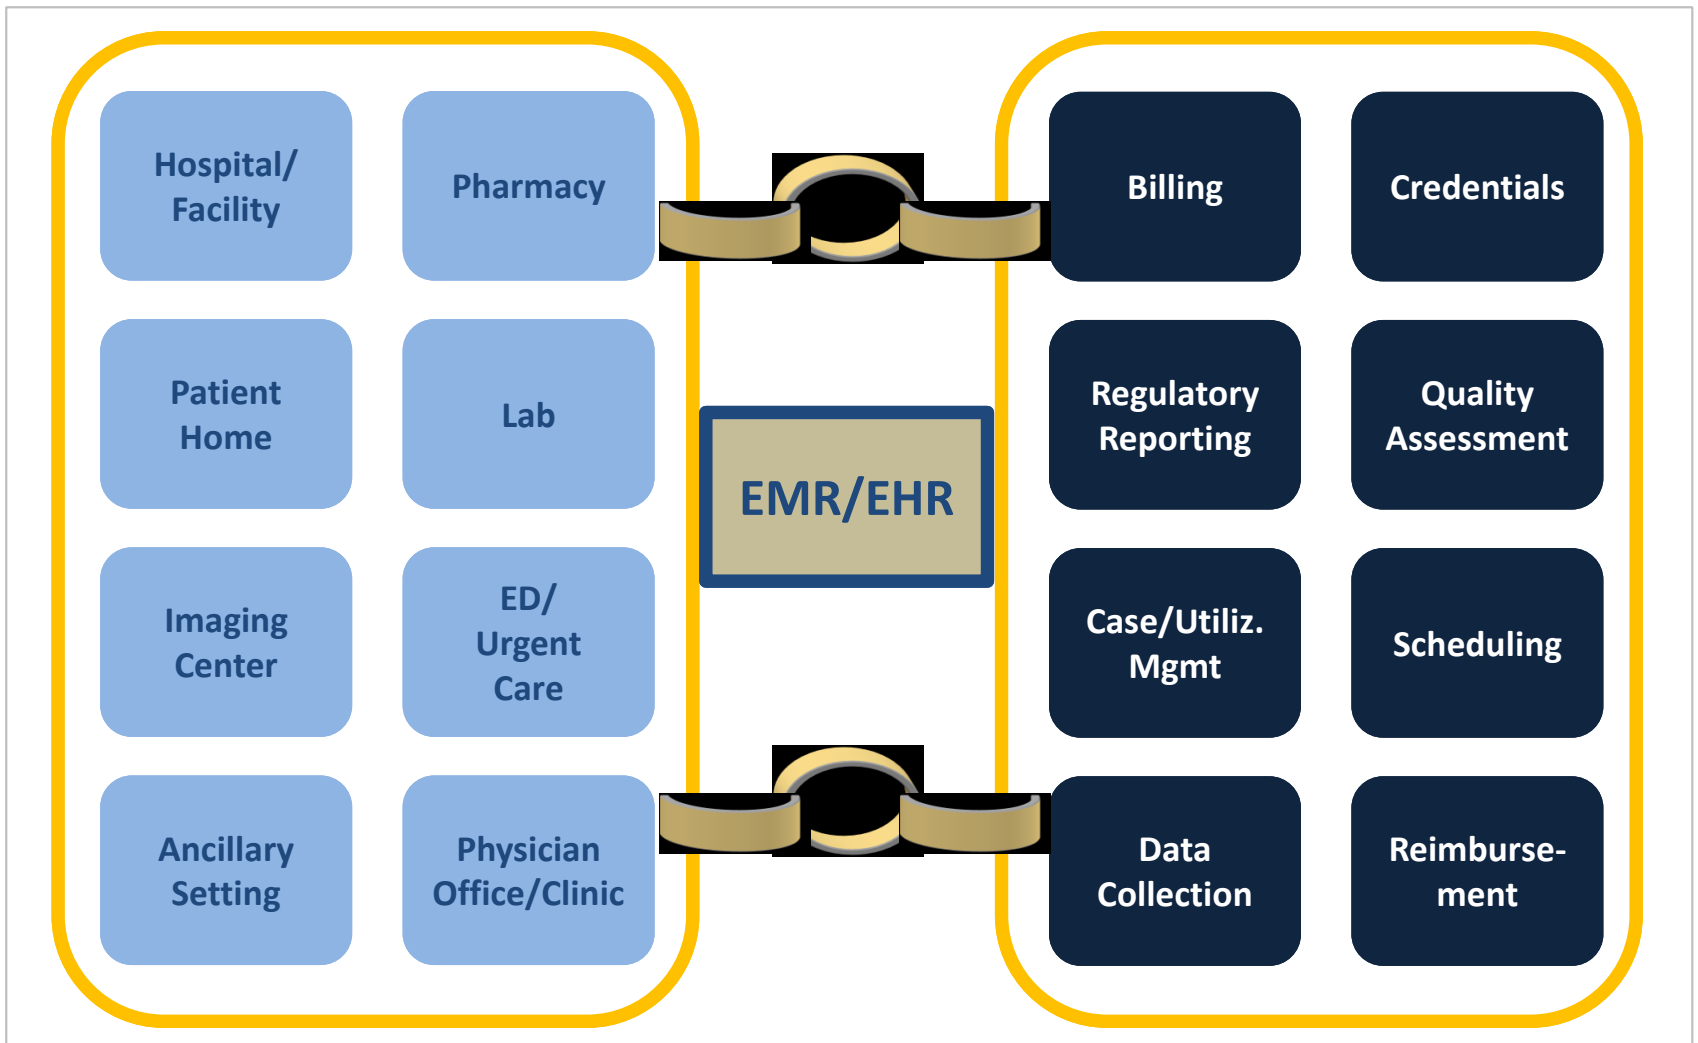 Hospital/
Facility
Pharmacy
Patient
Home
Lab
Imaging
Center
ED/
Urgent
Care
Ancillary
Setting
Physician
Office/Clinic
EMR/EHR
Billing
Credentials
Regulatory
Reporting
Quality
Assessment
Case/Utiliz.
Mgmt
Scheduling
Data
Collection
Reimburse-
ment